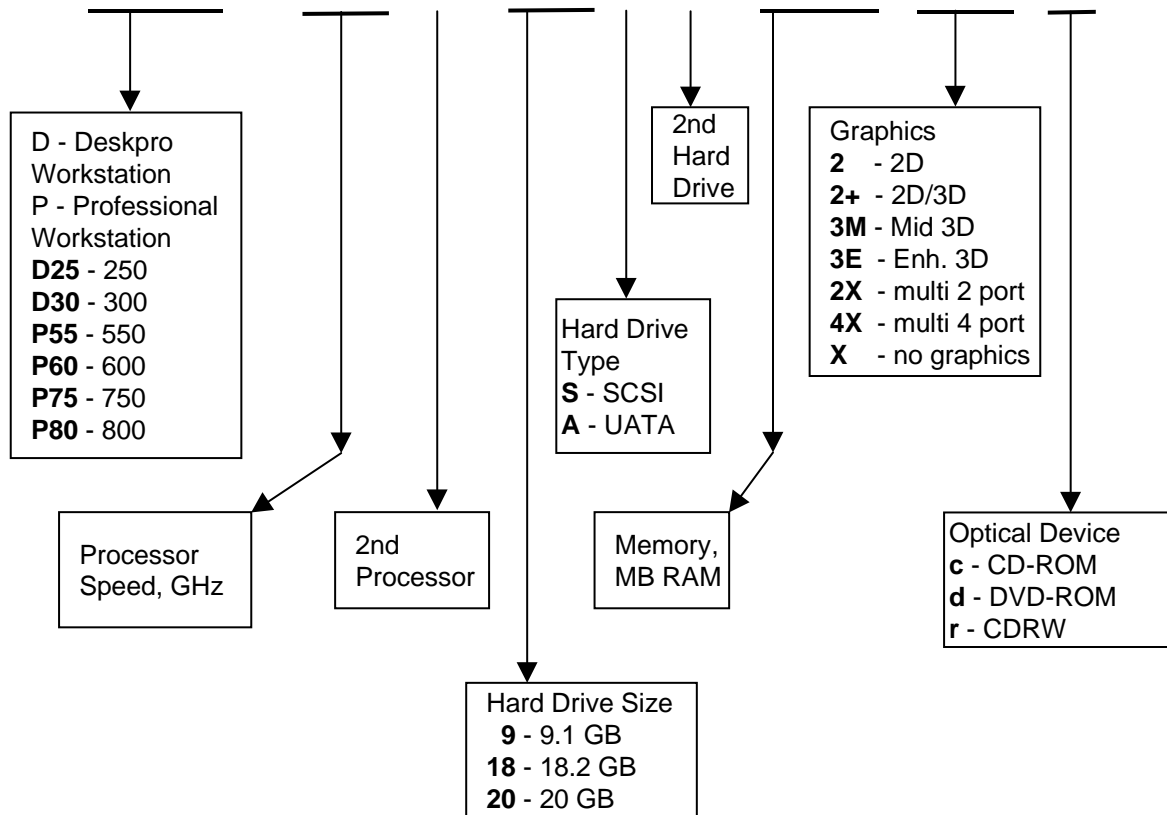 D - Deskpro
Workstation
P - Professional
Workstation
D25 - 250
D30 - 300
P55 - 550
P60 - 600
P75 - 750
P80 - 800
2nd
Hard
Drive
Graphics
2 - 2D
2+ - 2D/3D
3M - Mid 3D
3E - Enh. 3D
2X - multi 2 port
4X - multi 4 port
X - no graphics
Hard Drive
Type
S - SCSI
A - UATA
Processor
Speed, GHz
2nd
Processor
Memory,
MB RAM
Optical Device
c - CD-ROM
d - DVD-ROM
r - CDRW
Hard Drive Size
9 - 9.1 GB
18 - 18.2 GB
20 - 20 GB